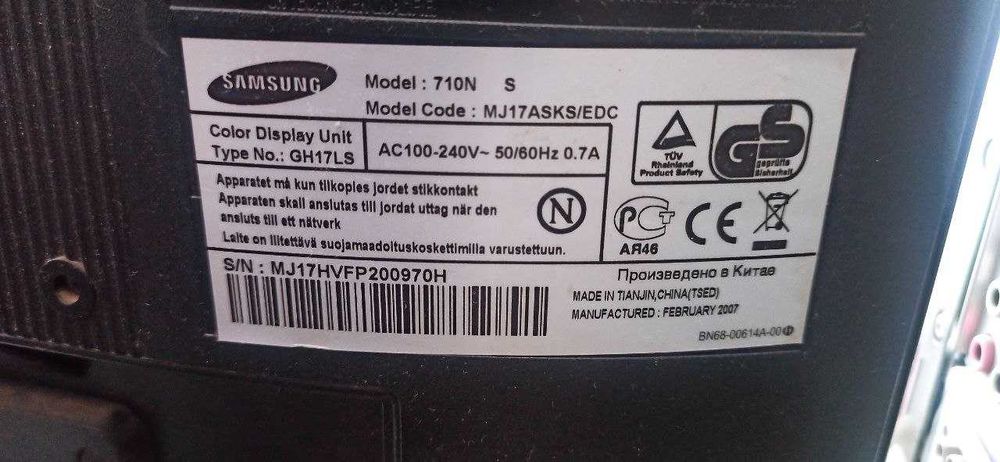 SAMSUNG
Model : 710N S
Model Code : MJ17ASKS/EDC
Color Display Unit
Type No.: GH17LS
AC100-240V~ 50/60Hz 0.7A
TÜV
Rheinland
Product Safety
GS
geprüfte
Sicherheit
Apparatet må kun tilkoples jordet stikkontakt
Apparaten skall anslutas till jordat uttag när den
ansluts till ett nätverk
Laite on liitettävä suojamaadoituskoskettimilla varustettuun.
N
РСТ
АЯ46
CE
S/N : MJ17HVFP200970H
Произведено в Китае
MADE IN TIANJIN,CHINA(TSED)
MANUFACTURED : FEBRUARY 2007
BN68-00614A-00